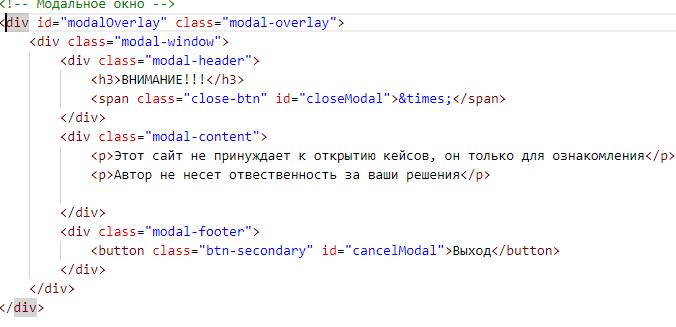 <!-- Модальное окно -->
<div id="modalOverlay" class="modal-overlay">
<div class="modal-window">
<div class="modal-header">
<h3>ВНИМАНИЕ!!!</h3>
<span class="close-btn" id="closeModal">&times;</span>
</div>
<div class="modal-content">
<p>Этот сайт не принуждает к открытию кейсов, он только для ознакомления</p>
<p>Автор не несет отвественность за ваши решения</p>
</div>
<div class="modal-footer">
<button class="btn-secondary" id="cancelModal">Выход</button>
</div>
</div>
</div>